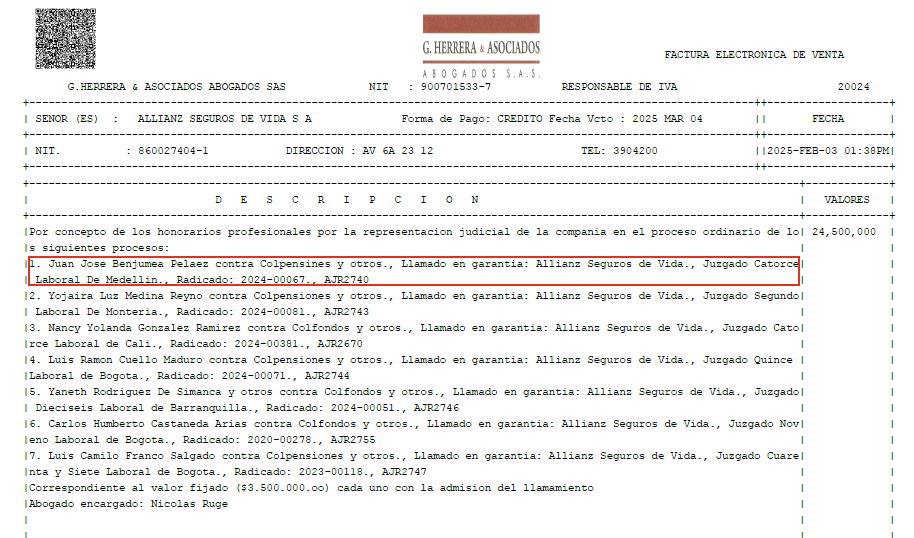 G. HERRERA & ASOCIADOS
ABOGADOS S.A.S.
FACTURA ELECTRONICA DE VENTA
G.HERRERA & ASOCIADOS ABOGADOS SAS NIT : 900701533-7 RESPONSABLE DE IVA 20024
SENOR (ES) : ALLIANZ SEGUROS DE VIDA S A Forma de Pago: CREDITO Fecha Vcto : 2025 MAR 04 FECHA
NIT. : 860027404-1 DIRECCION : AV 6A 23 12 TEL: 3904200 2025-FEB-03 01:38PM
D E S C R I P C I O N VALORES
Por concepto de los honorarios profesionales por la representacion judicial de la compania en el proceso ordinario de lo 24,500,000
s siguientes procesos:
1. Juan Jose Benjumea Pelaez contra Colpensines y otros., Llamado en garantia: Allianz Seguros de Vida., Juzgado Catorce
Laboral De Medellin., Radicado: 2024-00067., AJR2740
2. Yojaira Luz Medina Reyno contra Colpensiones y otros., Llamado en garantia: Allianz Seguros de Vida., Juzgado Segundo
Laboral De Monteria., Radicado: 2024-00081., AJR2743
3. Nancy Yolanda Gonzalez Ramirez contra Colfondos y otros., Llamado en garantia: Allianz Seguros de Vida., Juzgado Cato
rce Laboral de Cali., Radicado: 2024-00381., AJR2670
4. Luis Ramon Cuello Maduro contra Colpensiones y otros., Llamado en garantia: Allianz Seguros de Vida., Juzgado Quince
Laboral de Bogota., Radicado: 2024-00071., AJR2744
5. Yaneth Rodriguez De Simanca y otros contra Colfondos y otros., Llamado en garantia: Allianz Seguros de Vida., Juzgado
Dieciseis Laboral de Barranquilla., Radicado: 2024-00051., AJR2746
6. Carlos Humberto Castaneda Arias contra Colfondos y otros., Llamado en garantia: Allianz Seguros de Vida., Juzgado Nov
eno Laboral de Bogota., Radicado: 2020-00278., AJR2755
7. Luis Camilo Franco Salgado contra Colpensiones y otros., Llamado en garantia: Allianz Seguros de Vida., Juzgado Cuare
nta y Siete Laboral de Bogota., Radicado: 2023-00118., AJR2747
Correspondiente al valor fijado ($3.500.000.oo) cada uno con la admision del llamamiento
Abogado encargado: Nicolas Ruge